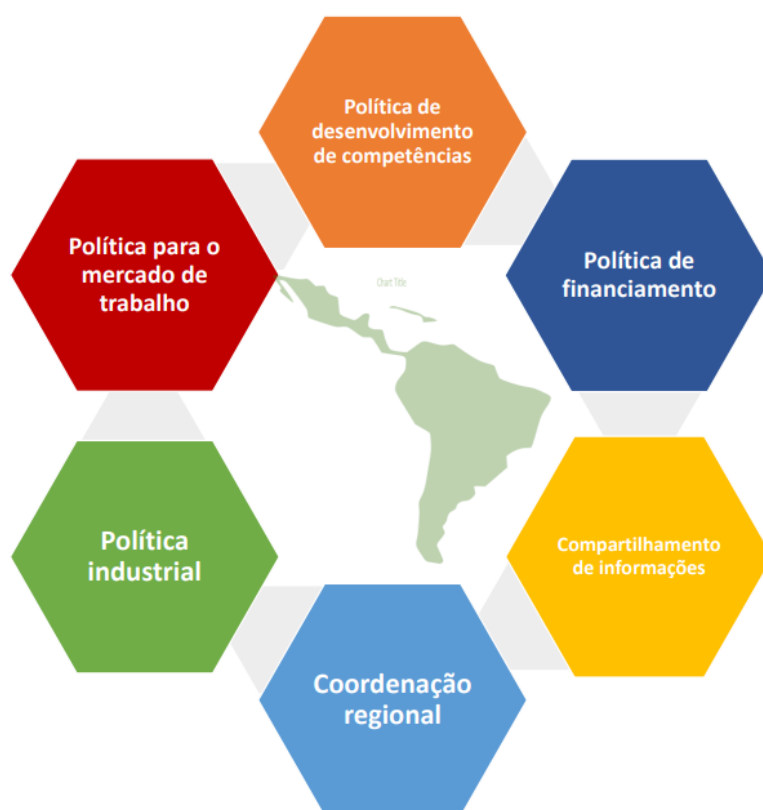 Política de
desenvolvimento
de competências
Política para o
mercado de
trabalho
Política de
financiamento
Chart Title
Política
industrial
Compartilhamento
de informações
Coordenação
regional